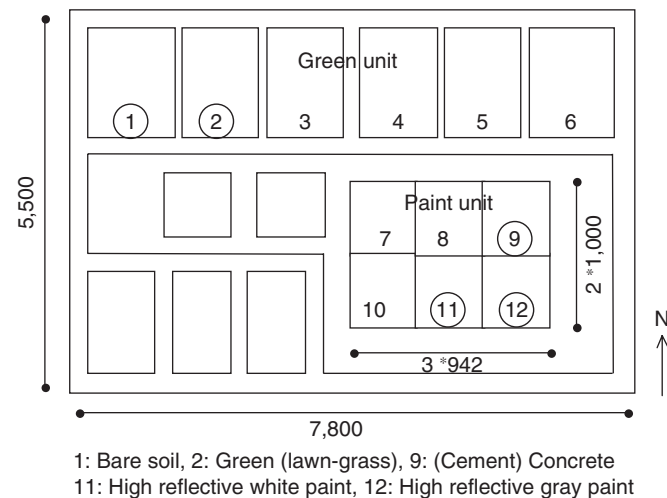 Green unit
1 2 3 4 5 6
5,500
Paint unit
7 8 9
10 11 12
2 *1,000
3 *942
N
7,800
1: Bare soil, 2: Green (lawn-grass), 9: (Cement) Concrete
11: High reflective white paint, 12: High reflective gray paint